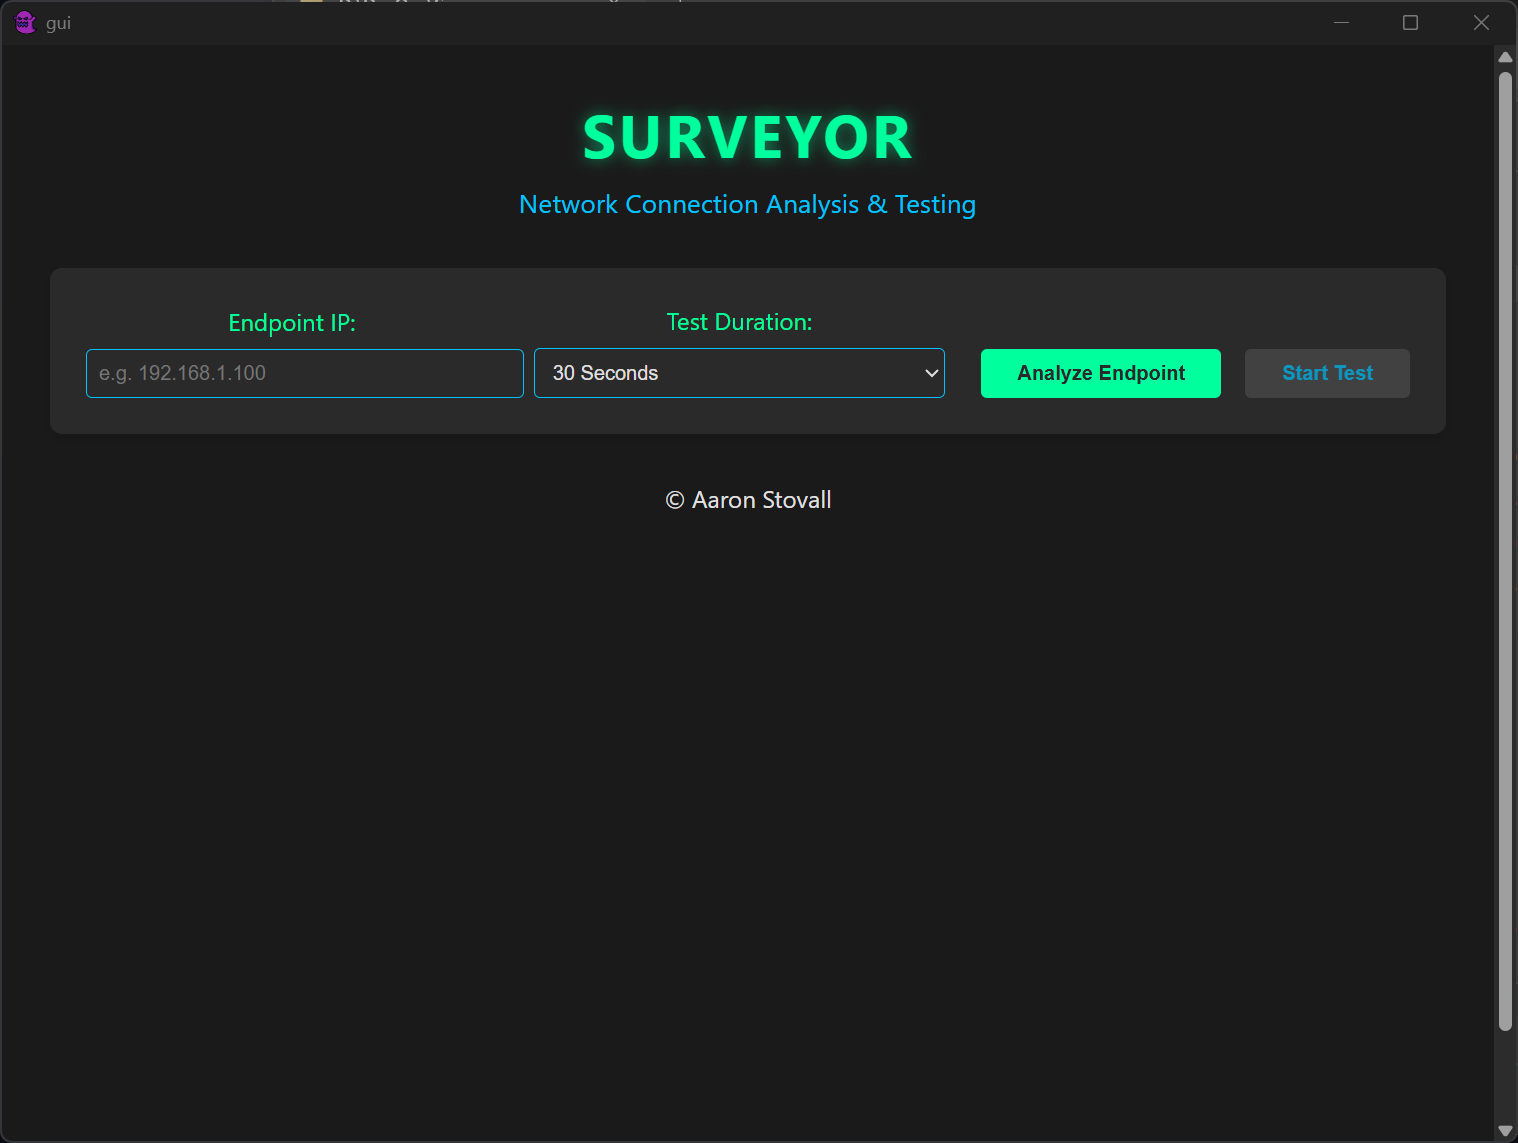 gui
SURVEYOR
Network Connection Analysis & Testing
Endpoint IP:
Test Duration:
e.g. 192.168.1.100
30 Seconds
Analyze Endpoint
Start Test
© Aaron Stovall